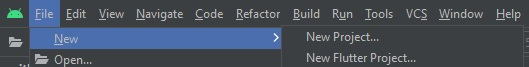 File Edit View Navigate Code Refactor Build Run Tools VCS Window Help
New New Project...
Open... New Flutter Project...